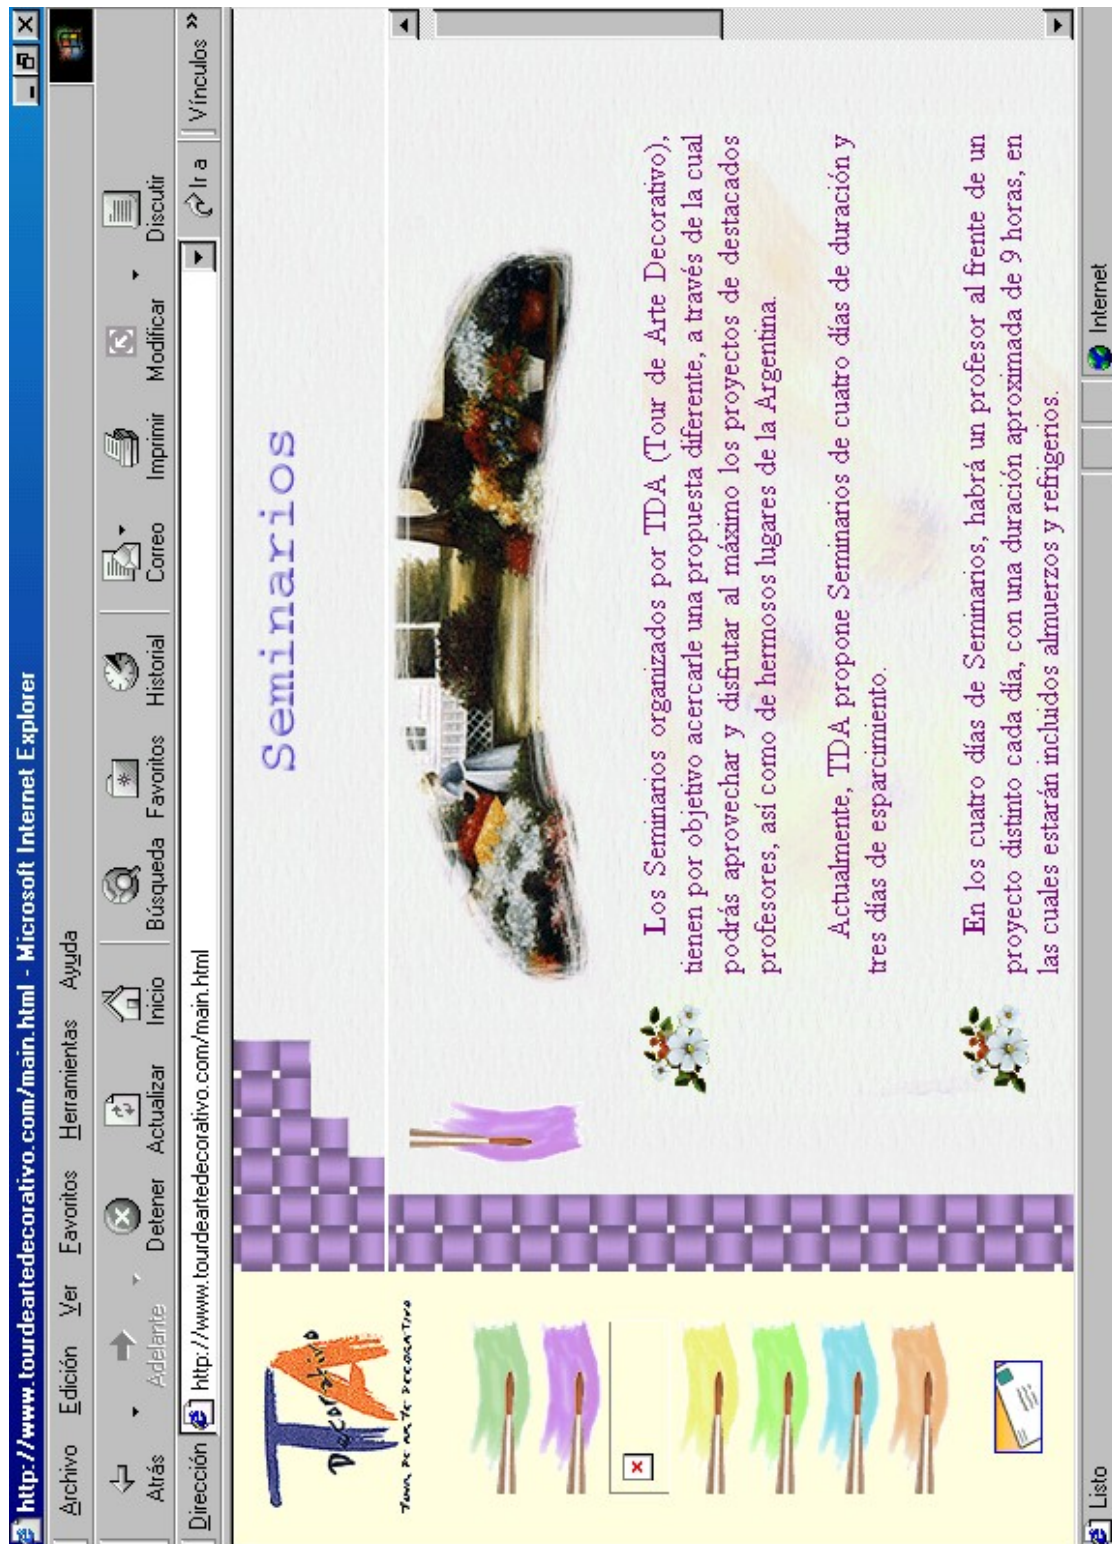 http://www.tourdeartedecorativo.com/main.html - Microsoft Internet Explorer
Archivo Edición Ver Favoritos Herramientas Ayuda
Atrás Adelante Detener Actualizar Inicio Búsqueda Favoritos Historial Correo Imprimir Modificar Discutir
Dirección http://www.tourdeartedecorativo.com/main.html Ir a Vínculos »
TA
Decorativo
Tour de Arte Decorativo
Seminarios
Los Seminarios organizados por TDA (Tour de Arte Decorativo),
tienen por objetivo acercarle una propuesta diferente, a través de la cual
podrás aprovechar y disfrutar al máximo los proyectos de destacados
profesores, así como de hermosos lugares de la Argentina.
Actualmente, TDA propone Seminarios de cuatro días de duración y
tres días de esparcimiento.
En los cuatro días de Seminarios, habrá un profesor al frente de un
proyecto distinto cada día, con una duración aproximada de 9 horas, en
las cuales estarán incluidos almuerzos y refrigerios.
Listo Internet